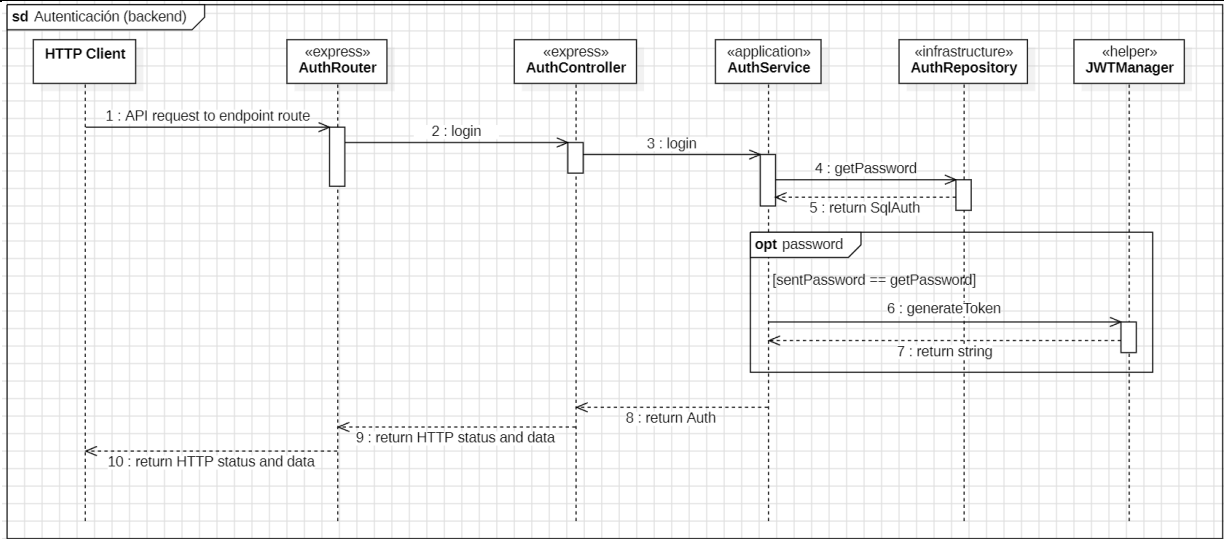 sd Autenticación (backend)
HTTP Client
«express»
AuthRouter
«express»
AuthController
«application»
AuthService
«infrastructure»
AuthRepository
«helper»
JWTManager
1 : API request to endpoint route
2 : login
3 : login
4 : getPassword
5 : return SqlAuth
opt password
[sentPassword == getPassword]
6 : generateToken
7 : return string
8 : return Auth
9 : return HTTP status and data
10 : return HTTP status and data